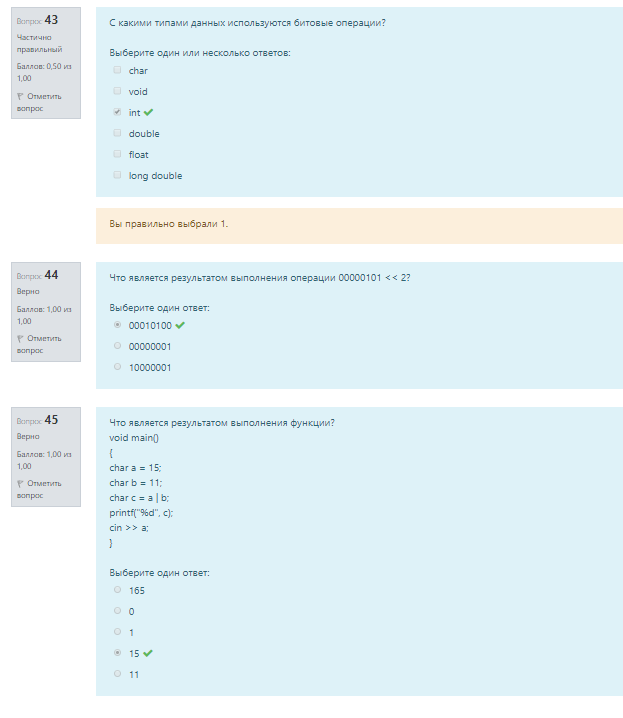 Вопрос 43
Частично
правильный
Баллов: 0,50 из
1,00
Отметить
вопрос
С какими типами данных используются битовые операции?
Выберите один или несколько ответов:
char
void
int
double
float
long double
Вы правильно выбрали 1.
Вопрос 44
Верно
Баллов: 1,00 из
1,00
Отметить
вопрос
Что является результатом выполнения операции 00000101 << 2?
Выберите один ответ:
00010100
00000001
10000001
Вопрос 45
Верно
Баллов: 1,00 из
1,00
Отметить
вопрос
Что является результатом выполнения функции?
void main()
{
char a = 15;
char b = 11;
char c = a | b;
printf("%d", c);
cin >> a;
}
Выберите один ответ:
165
0
1
15
11